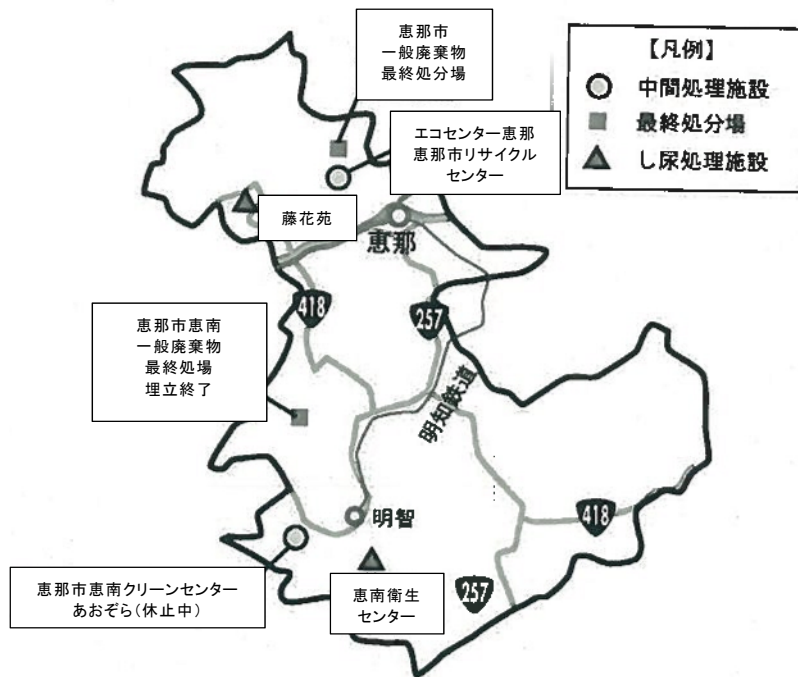 恵那市
一般廃棄物
最終処分場
【凡例】
中間処理施設
最終処分場
し尿処理施設
エコセンター恵那
恵那市リサイクル
センター
藤花苑
恵那
418
257
恵那市恵南
一般廃棄物
最終処場
埋立終了
明知鉄道
明智
418
恵那市恵南クリーンセンター
あおぞら(休止中)
恵南衛生
センター
257